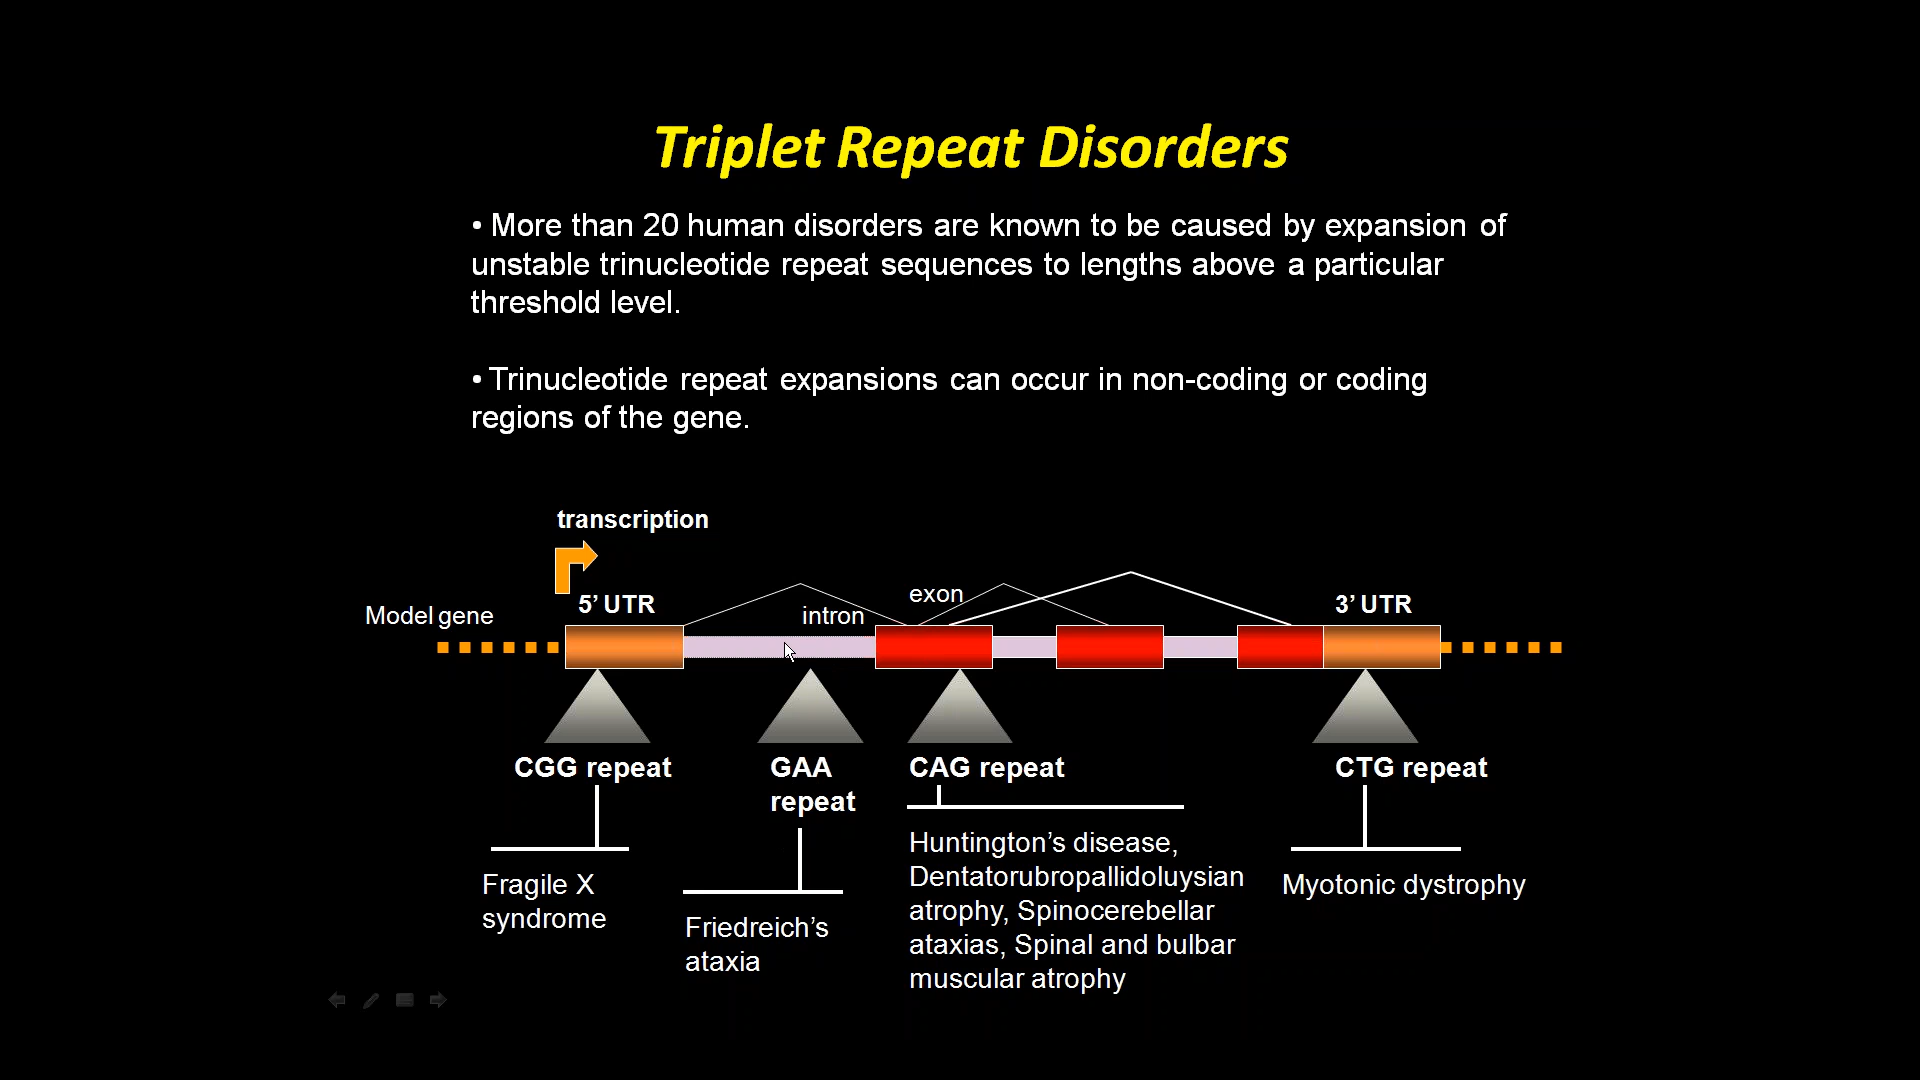 Triplet Repeat Disorders
• More than 20 human disorders are known to be caused by expansion of
unstable trinucleotide repeat sequences to lengths above a particular
threshold level.
• Trinucleotide repeat expansions can occur in non-coding or coding
regions of the gene.
transcription
Model gene
5’ UTR
intron
exon
3’ UTR
CGG repeat
GAA
repeat
CAG repeat
CTG repeat
Fragile X
syndrome
Friedreich’s
ataxia
Huntington’s disease,
Dentatorubropallidoluysian
atrophy, Spinocerebellar
ataxias, Spinal and bulbar
muscular atrophy
Myotonic dystrophy